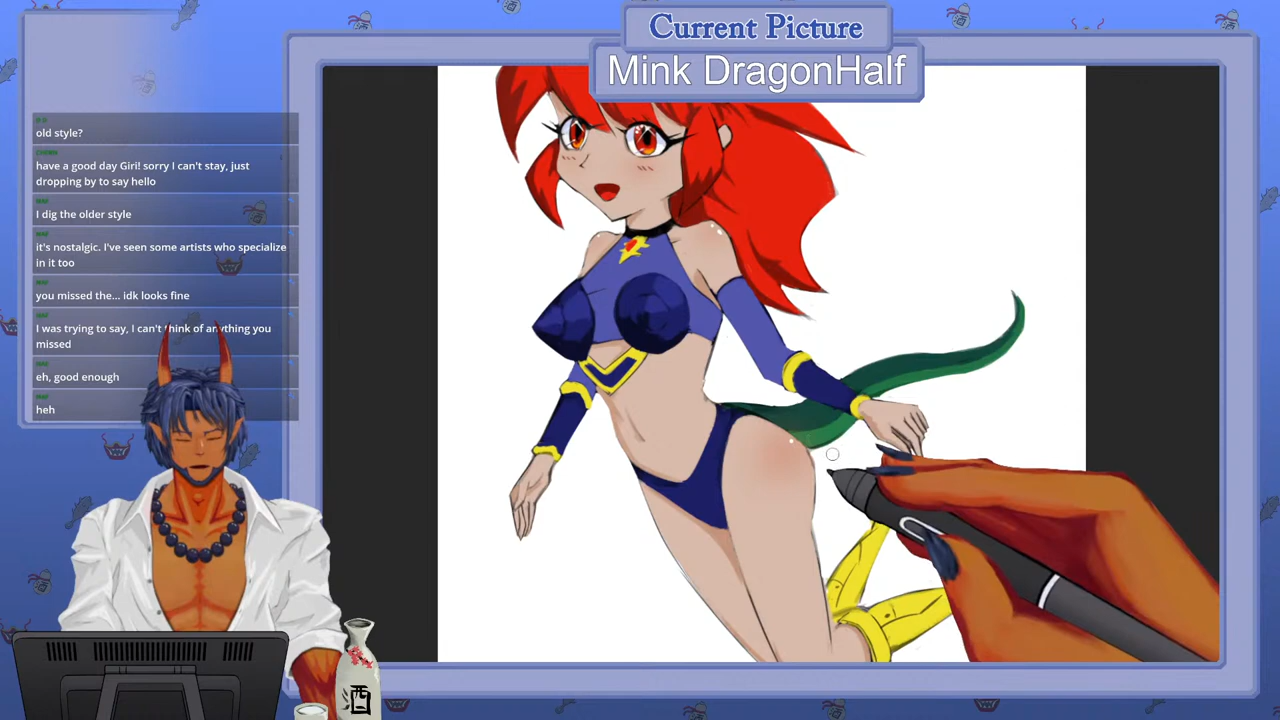 Current Picture
Mink DragonHalf
old style?
have a good day Giri! sorry I can't stay, just
dropping by to say hello
I dig the older style
it's nostalgic. I've seen some artists who specialize
in it too
you missed the... idk looks fine
I was trying to say, I can't think of anything you
missed
eh, good enough
heh
酒